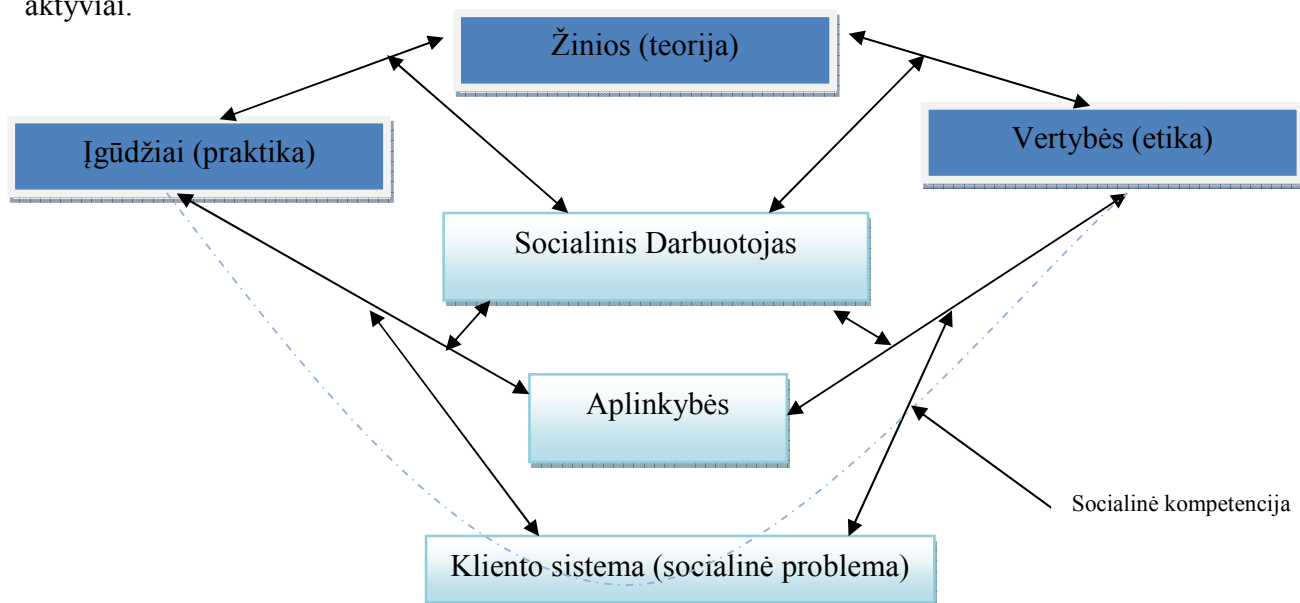 aktyviai.
Žinios (teorija)
Įgūdžiai (praktika)
Vertybės (etika)
Socialinis Darbuotojas
Aplinkybės
Socialinė kompetencija
Kliento sistema (socialinė problema)